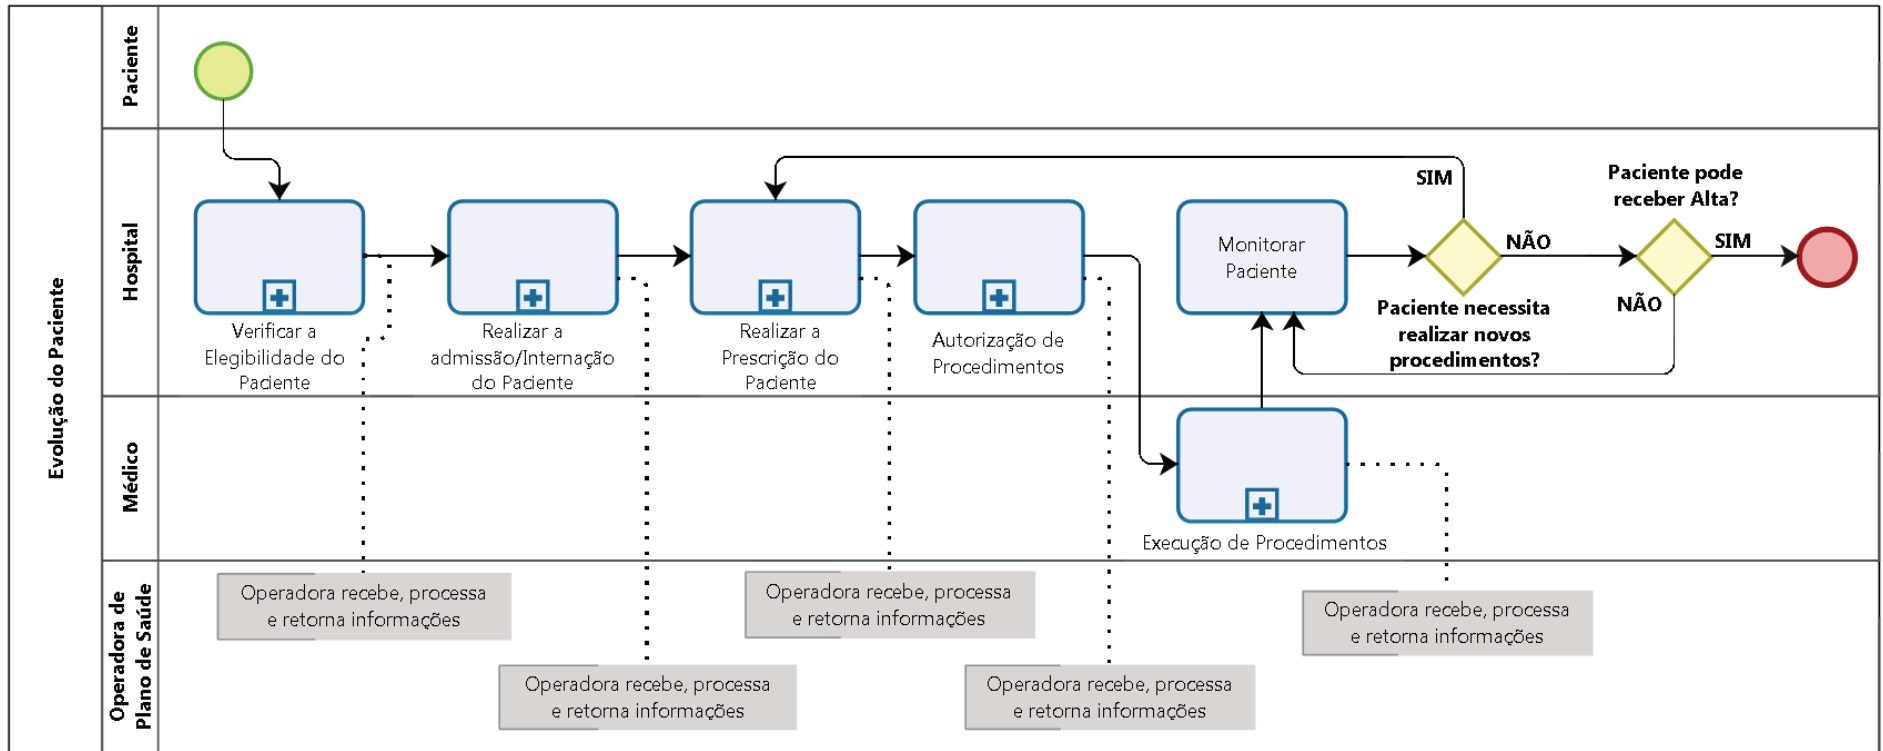 Evolução do Paciente
Paciente
Hospital
Verificar a
Elegibilidade do
Paciente
Realizar a
admissão/Internação
do Paciente
Realizar a
Prescrição do
Paciente
Autorização de
Procedimentos
Monitorar
Paciente
SIM
NÃO
Paciente necessita
realizar novos
procedimentos?
Paciente pode
receber Alta?
SIM
NÃO
Médico
Execução de Procedimentos
Operadora de
Plano de Saúde
Operadora recebe, processa
e retorna informações
Operadora recebe, processa
e retorna informações
Operadora recebe, processa
e retorna informações
Operadora recebe, processa
e retorna informações
Operadora recebe, processa
e retorna informações